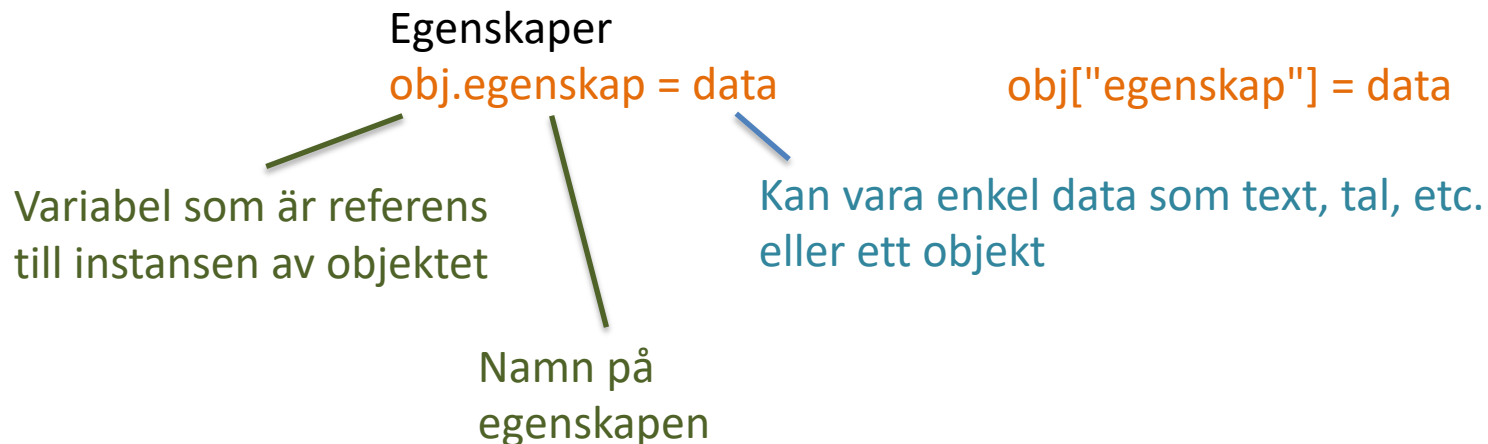 Egenskaper
obj.egenskap = data
obj["egenskap"] = data
Variabel som är referens
till instansen av objektet
Kan vara enkel data som text, tal, etc.
eller ett objekt
Namn på
egenskapen